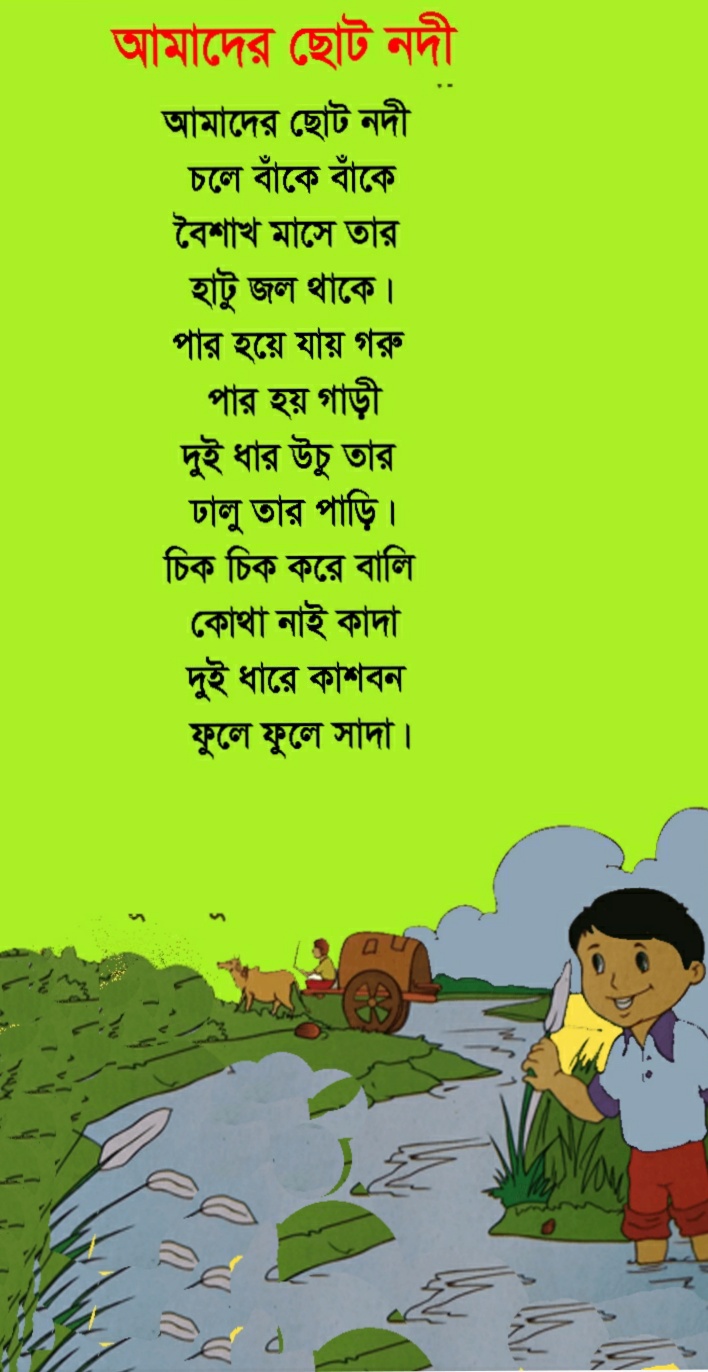 আমাদের ছোট নদী
আমাদের ছোট নদী
চলে বাঁকে বাঁকে
বৈশাখ মাসে তার
হাটু জল থাকে।
পার হয়ে যায় গরু
পার হয় গাড়ী
দুই ধার উচু তার
ঢালু তার পাড়ি।
চিক চিক করে বালি
কোথা নাই কাদা
দুই ধারে কাশবন
ফুলে ফুলে সাদা।